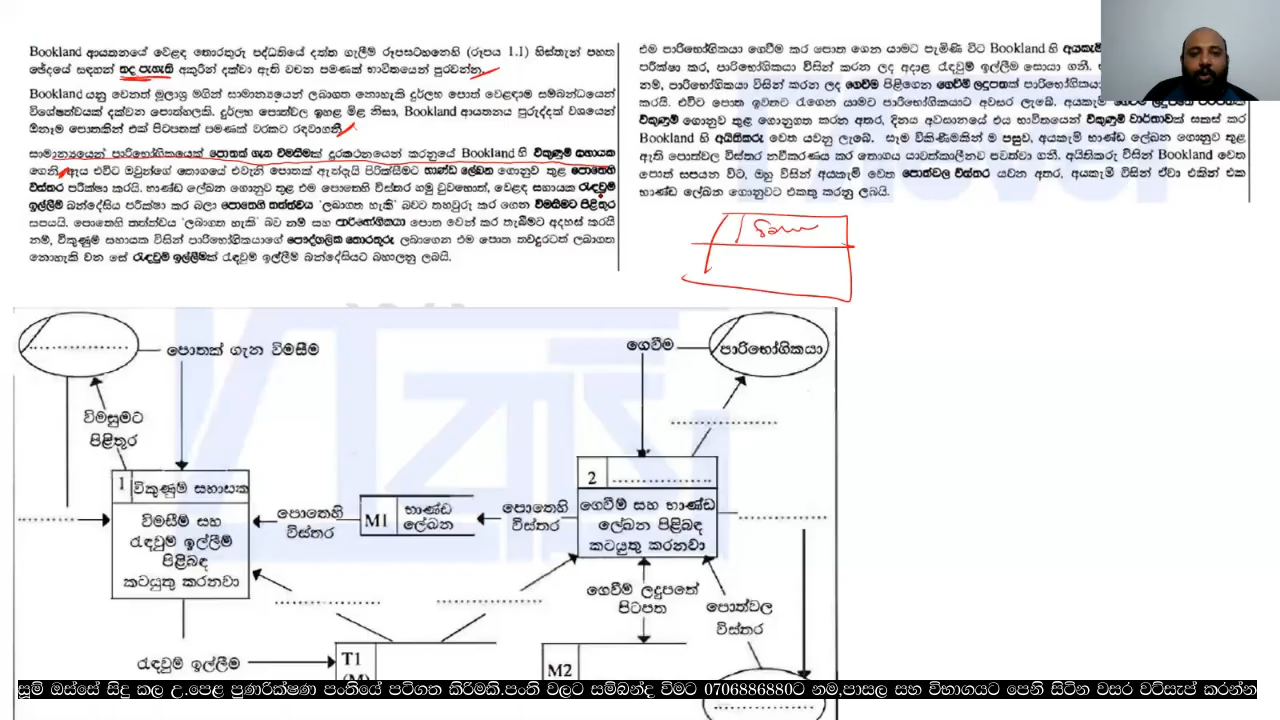 Bookland ආයතනයේ වෙළඳ තොරතුරු පද්ධතියේ දත්ත ගැලීම් රූපසටහනෙහි (රූපය 1.1) හිස්තැන් පහත
ඡේදයේ සඳහන් තද පැහැති අකුරින් දක්වා ඇති වචන පමණක් භාවිතයෙන් පුරවන්න.
Bookland යනු වෙනත් මූලාශ්‍ර මගින් සාමාන්‍යයෙන් ලබාගත නොහැකි දුර්ලභ පොත් වෙළඳාම සම්බන්ධයෙන්
විශේෂත්වයක් දක්වන පොත්හලකි. දුර්ලභ පොත්වල ඉහළ මිළ නිසා, Bookland ආයතනය පුරුද්දක් වශයෙන්
ඕනෑම පොතකින් එක් පිටපතක් පමණක් වරකට රඳවාගනී.
සාමාන්‍යයෙන් පාරිභෝගිකයෙක් පොතක් ගැන විමසීමක් දුරකථනයෙන් කරනුයේ Bookland හි විකුණුම් සහායක
ගෙනි. ඇය එවිට ඔවුන්ගේ තොගයේ එවැනි පොතක් ඇත්දැයි පිරික්සීමට භාණ්ඩ ලේඛන ගොනුව තුළ පොතෙහි
විස්තර පරීක්ෂා කරයි. භාණ්ඩ ලේඛන ගොනුව තුළ එම පොතෙහි විස්තර හමු වුවහොත්, වෙළඳ සහායක රැඳවුම්
ඉල්ලීම් බන්දේසිය පරීක්ෂා කර බලා පොතෙහි තත්ත්වය 'ලබාගත හැකි' බවට තහවුරු කර ගෙන විමසීමට පිළිතුර
සපයයි. පොතෙහි තත්ත්වය 'ලබාගත හැකි' බව නම් සහ පාරිභෝගිකයා පොත වෙන් කර තැබීමට අදහස් කරයි
නම්, විකුණුම් සහායක විසින් පාරිභෝගිකයාගේ පෞද්ගලික තොරතුරු ලබාගෙන එම පොත තවදුරටත් ලබාගත
නොහැකි වන සේ රැඳවුම් ඉල්ලීමක් රැඳවුම් ඉල්ලීම් බන්දේසියට බහාලනු ලබයි.
එම පාරිභෝගිකයා ගෙවීම් කර පොත ගෙන යාමට පැමිණි විට Bookland හි අයකැමි
පරීක්ෂා කර, පාරිභෝගිකයා විසින් කරන ලද අදාළ රැඳවුම් ඉල්ලීම සොයා ගනී.
නම්, පාරිභෝගිකයා විසින් කරන ලද ගෙවීම පිළිගෙන ගෙවීම් ලදුපතක් පාරිභෝගිකයා
කරයි. එවිට පොත ඉවතට රැගෙන යාමට පාරිභෝගිකයාට අවසර ලැබේ. අයකැමි
විකුණුම් ගොනුව තුළ ගොනුගත කරන අතර, දිනය අවසානයේ එය භාවිතයෙන් විකුණුම් වාර්තාවක් සකස් කර
Bookland හි අයිතිකරු වෙත යවනු ලැබේ. සෑම විකිණීමකින් ම පසුව, අයකැමි භාණ්ඩ ලේඛන ගොනුව තුළ
ඇති පොත්වල විස්තර නවීකරණය කර තොගය යාවත්කාලීනව පවත්වා ගනී. අයිතිකරු විසින් Bookland වෙත
පොත් සපයන විට, ඔහු විසින් අයකැමි වෙත පොත්වල විස්තර යවන අතර, අයකැමි විසින් ඒවා එකින් එක
භාණ්ඩ ලේඛන ගොනුවට එකතු කරනු ලබයි.
පොතක් ගැන විමසීම
ගෙවීම
පාරිභෝගිකයා
විමසුමට
පිළිතුර
1
විකුණුම් සහායක
විමසීම් සහ
රැඳවුම් ඉල්ලීම්
පිළිබඳ
කටයුතු කරනවා
පොතෙහි
විස්තර
M1
භාණ්ඩ
ලේඛන
පොතෙහි
විස්තර
2
ගෙවීම් සහ භාණ්ඩ
ලේඛන පිළිබඳ
කටයුතු කරනවා
ගෙවීම් ලදුපතේ
පිටපත
පොත්වල
විස්තර
රැඳවුම් ඉල්ලීම
T1
(M)
M2
සූම් ඔස්සේ සිදු කල උ.පෙළ පුණරීක්ෂණ පංතියේ පටිගත කිරිමකි.පංති වලට සම්බන්ද වීමට 0706886880ට නම,පාසල සහ විභාගයට පෙනි සිටින වසර වට්සැප් කරන්න